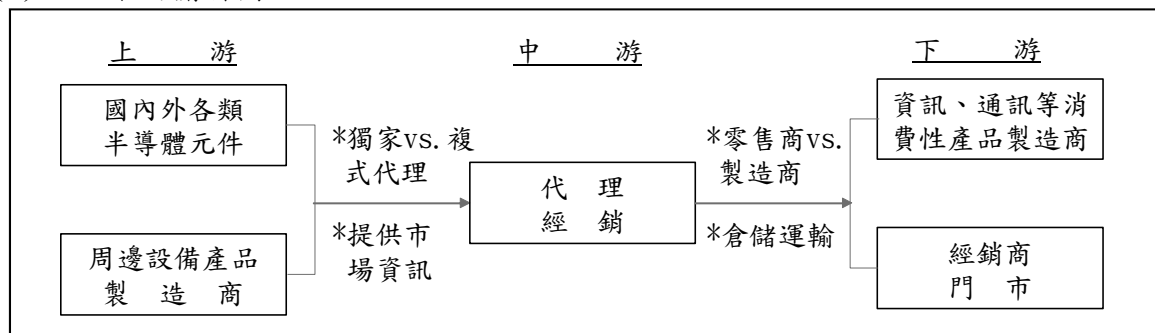 上 游
中 游
下 游
國內外各類
半導體元件
周邊設備產品
製 造 商
*獨家vs.複
式代理
*提供市
場資訊
代 理
經 銷
*零售商vs.
製造商
*倉儲運輸
資訊、通訊等消
費性產品製造商
經銷商
門 市